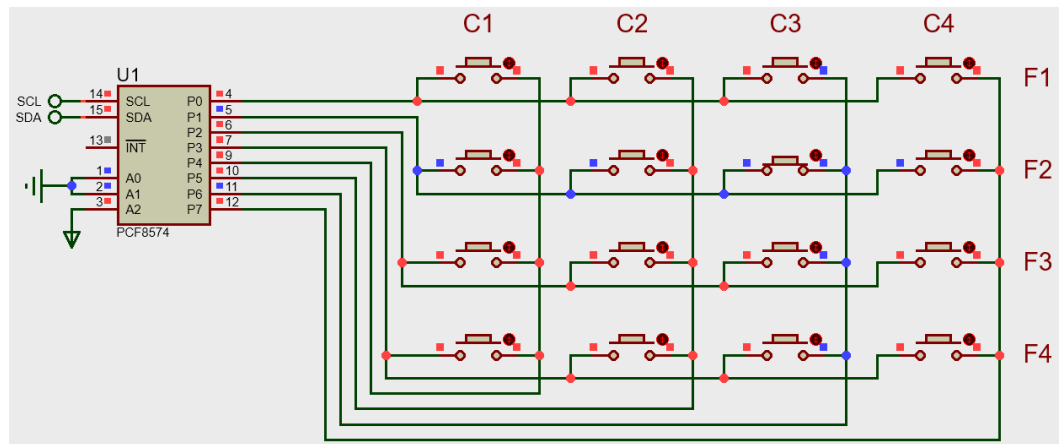 C1 C2 C3 C4
F1
U1
SCL 14 SCL P0 4
SDA 15 SDA P1 5
P2 6
13 INT P3 7
P4 9
1 A0 P5 10
2 A1 P6 11
3 A2 P7 12
PCF8574
F2
F3
F4